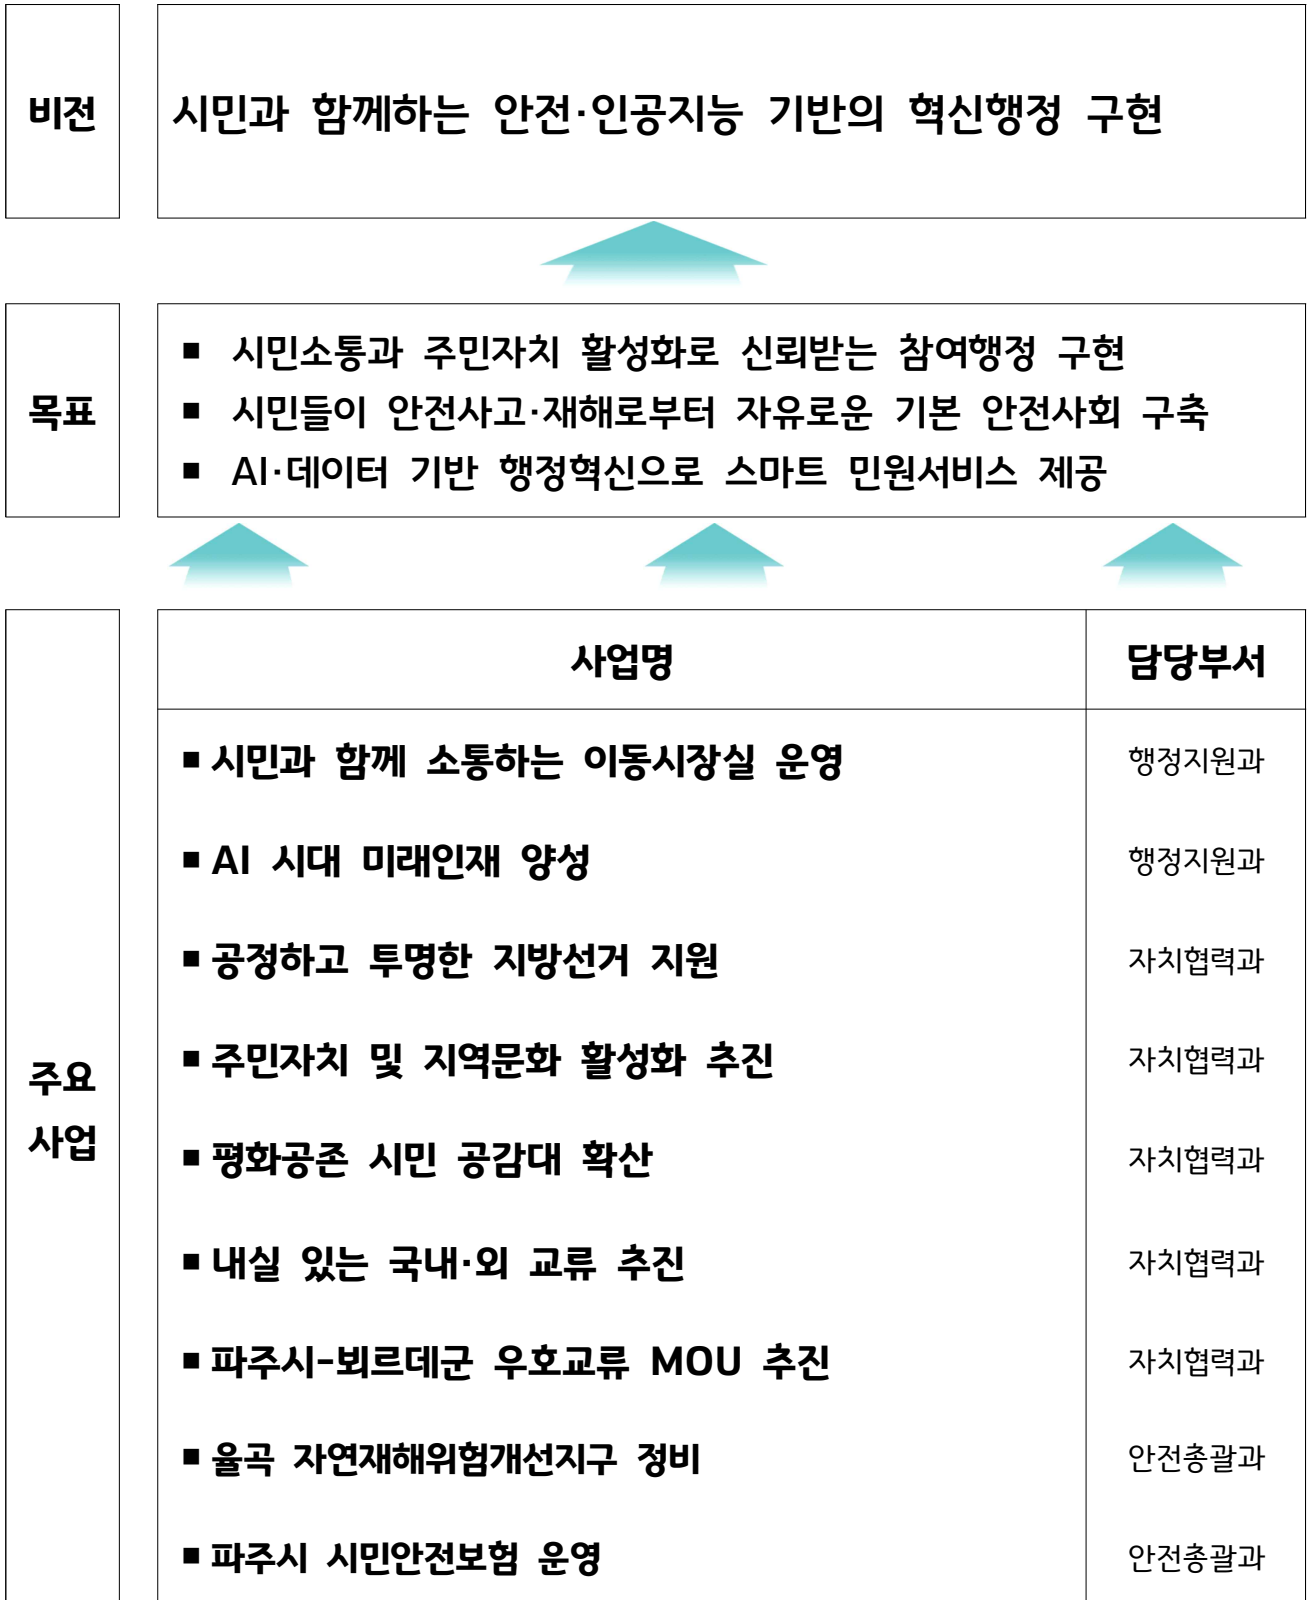 비전
시민과 함께하는 안전·인공지능 기반의 혁신행정 구현
목표
▪ 시민소통과 주민자치 활성화로 신뢰받는 참여행정 구현
▪ 시민들이 안전사고·재해로부터 자유로운 기본 안전사회 구축
▪ AI·데이터 기반 행정혁신으로 스마트 민원서비스 제공
주요
사업
사업명 담당부서
▪ 시민과 함께 소통하는 이동시장실 운영 행정지원과
▪ AI 시대 미래인재 양성 행정지원과
▪ 공정하고 투명한 지방선거 지원 자치협력과
▪ 주민자치 및 지역문화 활성화 추진 자치협력과
▪ 평화공존 시민 공감대 확산 자치협력과
▪ 내실 있는 국내·외 교류 추진 자치협력과
▪ 파주시-뵈르데군 우호교류 MOU 추진 자치협력과
▪ 율곡 자연재해위험개선지구 정비 안전총괄과
▪ 파주시 시민안전보험 운영 안전총괄과